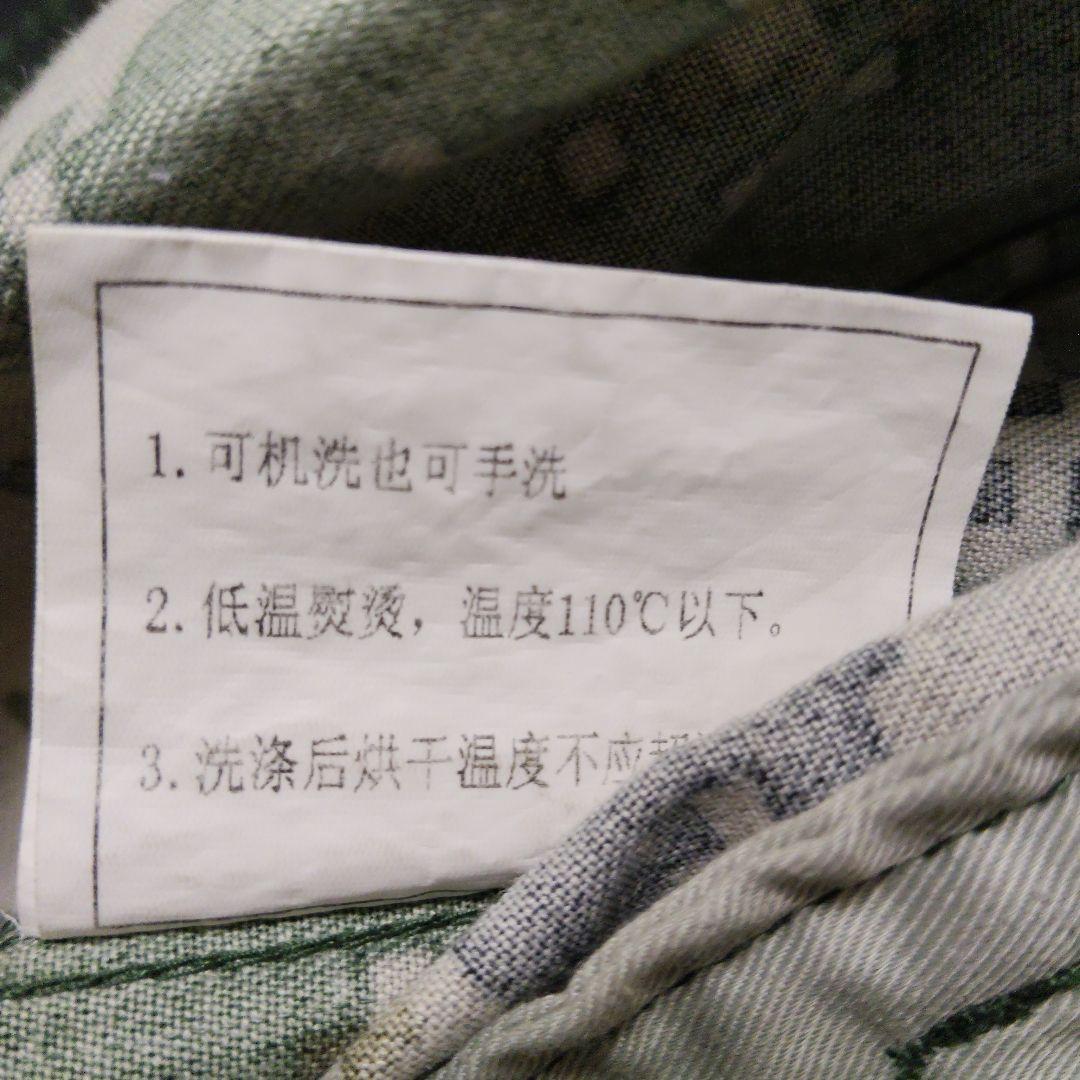 1. 可机洗也可手洗
2. 低温熨烫，温度110℃以下。
3. 洗涤后烘干温度不应